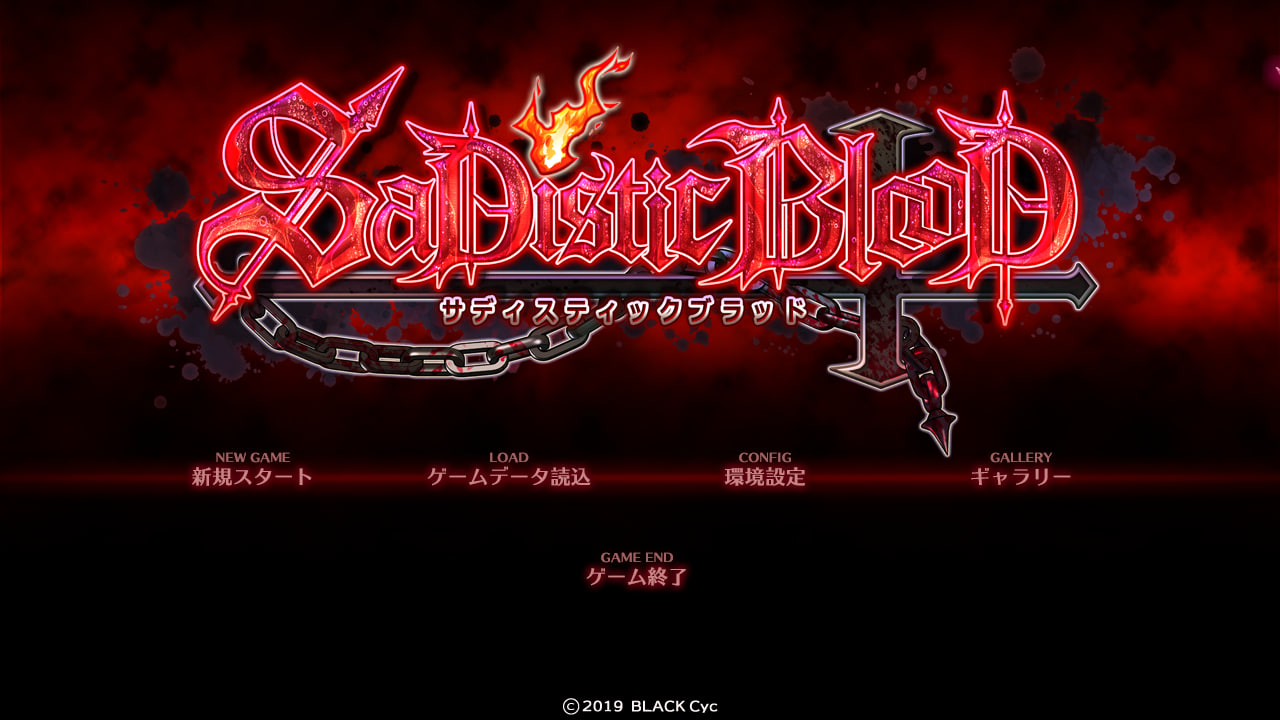 SaDistic BlooD
サディスティックブラッド
NEW GAME
新規スタート
LOAD
ゲームデータ読込
CONFIG
環境設定
GALLERY
ギャラリー
GAME END
ゲーム終了
©2019 BLACK Cyc